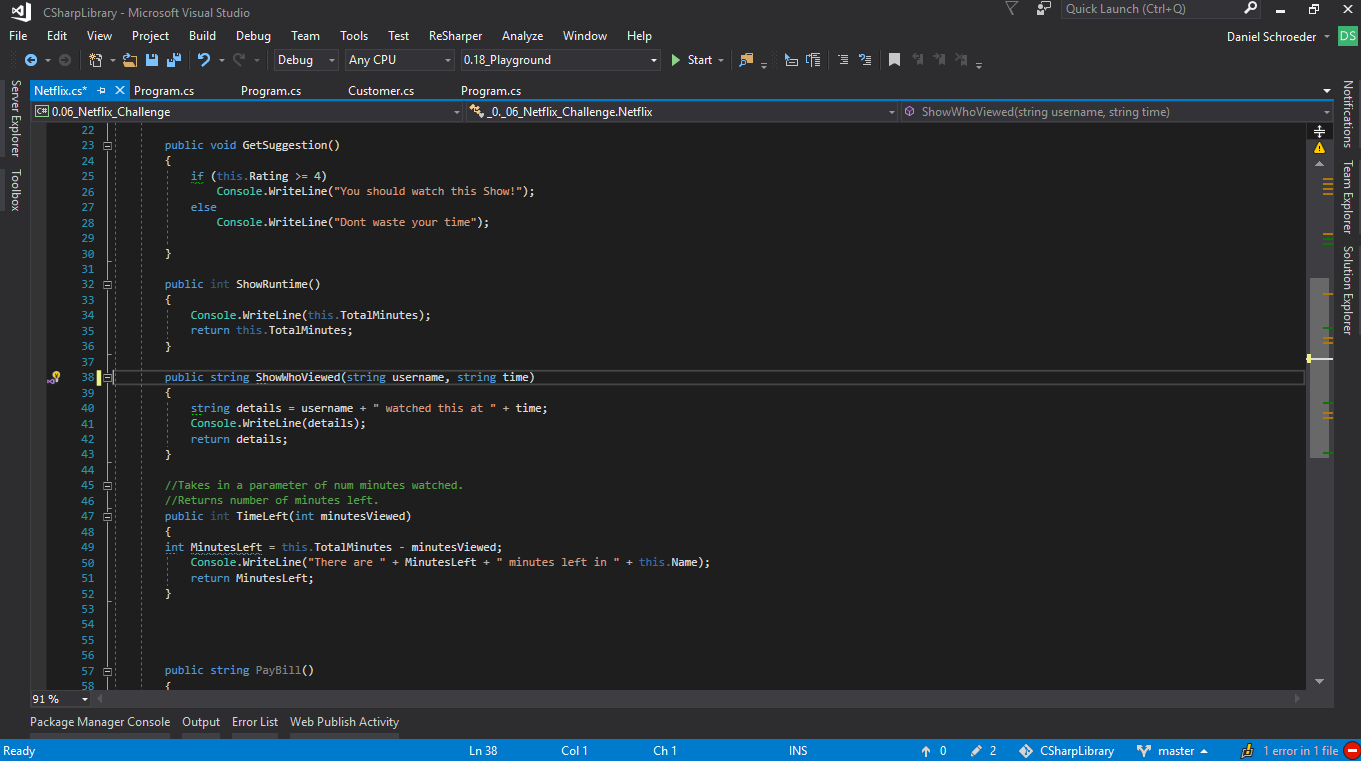 CSharpLibrary - Microsoft Visual Studio
Quick Launch (Ctrl+Q)
File Edit View Project Build Debug Team Tools Test ReSharper Analyze Window Help
Daniel Schroeder DS
Debug Any CPU 0.18_Playground Start
Server Explorer
Toolbox
Notifications
Team Explorer
Solution Explorer
Netflix.cs* Program.cs Program.cs Customer.cs Program.cs
C# 0.06_Netflix_Challenge _0._06_Netflix_Challenge.Netflix ShowWhoViewed(string username, string time)
22
23 public void GetSuggestion()
24 {
25 if (this.Rating >= 4)
26 Console.WriteLine("You should watch this Show!");
27 else
28 Console.WriteLine("Dont waste your time");
29
30 }
31
32 public int ShowRuntime()
33 {
34 Console.WriteLine(this.TotalMinutes);
35 return this.TotalMinutes;
36 }
37
38 public string ShowWhoViewed(string username, string time)
39 {
40 string details = username + " watched this at " + time;
41 Console.WriteLine(details);
42 return details;
43 }
44
45 //Takes in a parameter of num minutes watched.
46 //Returns number of minutes left.
47 public int TimeLeft(int minutesViewed)
48 {
49 int MinutesLeft = this.TotalMinutes - minutesViewed;
50 Console.WriteLine("There are " + MinutesLeft + " minutes left in " + this.Name);
51 return MinutesLeft;
52 }
53
54
55
56
57 public string PayBill()
58 {
91 %
Package Manager Console Output Error List Web Publish Activity
Ready Ln 38 Col 1 Ch 1 INS 0 2 CSharpLibrary master 1 error in 1 file